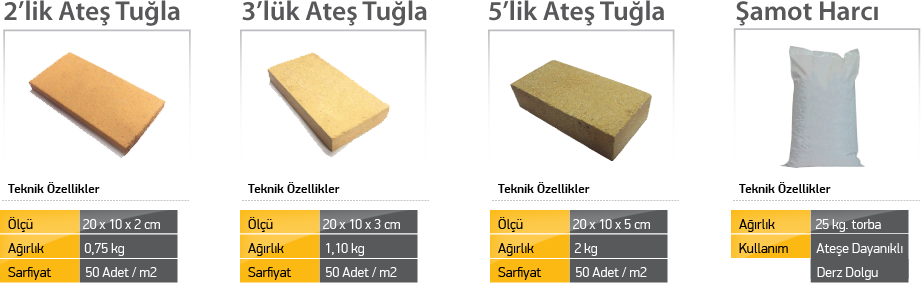 2’lik Ateş Tuğla
Teknik Özellikler
Ölçü 20 x 10 x 2 cm
Ağırlık 0,75 kg
Sarfiyat 50 Adet / m2
3’lük Ateş Tuğla
Teknik Özellikler
Ölçü 20 x 10 x 3 cm
Ağırlık 1,10 kg
Sarfiyat 50 Adet / m2
5’lik Ateş Tuğla
Teknik Özellikler
Ölçü 20 x 10 x 5 cm
Ağırlık 2 kg
Sarfiyat 50 Adet / m2
Şamot Harcı
Teknik Özellikler
Ağırlık 25 kg. torba
Kullanım Ateşe Dayanıklı
Derz Dolgu